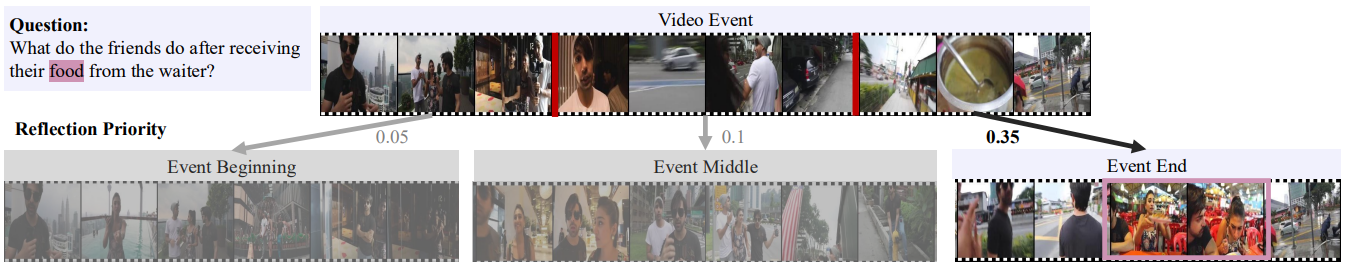 Question:
What do the friends do after receiving
their food from the waiter?
Video Event
Reflection Priority
0.05
0.1
0.35
Event Beginning
Event Middle
Event End